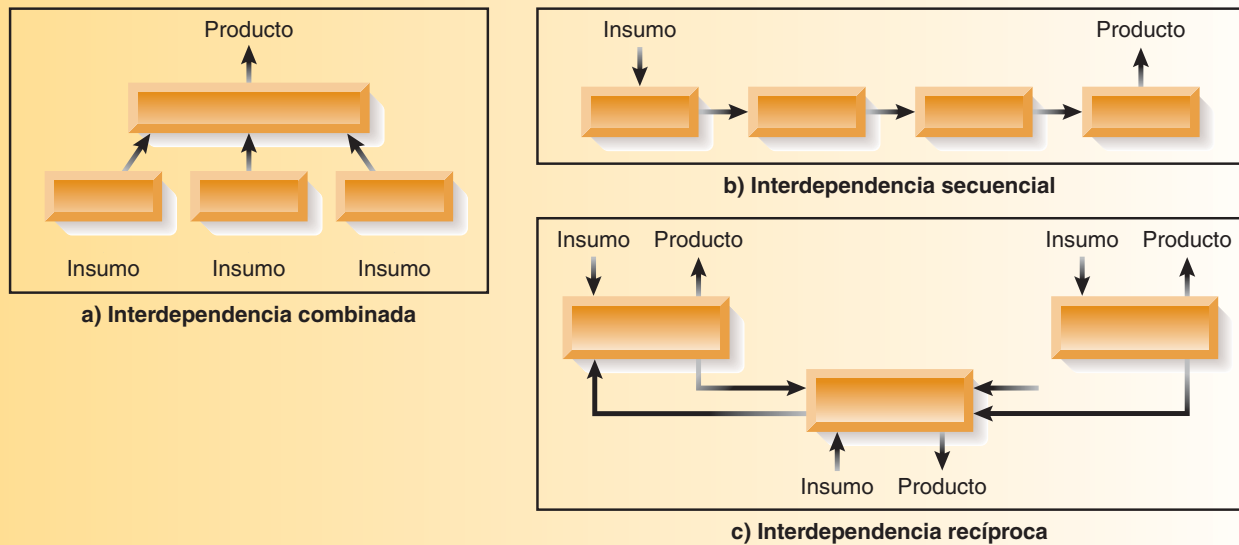 Producto
Insumo Insumo Insumo
a) Interdependencia combinada
Insumo Producto
b) Interdependencia secuencial
Insumo Producto Insumo Producto
Insumo Producto
c) Interdependencia recíproca